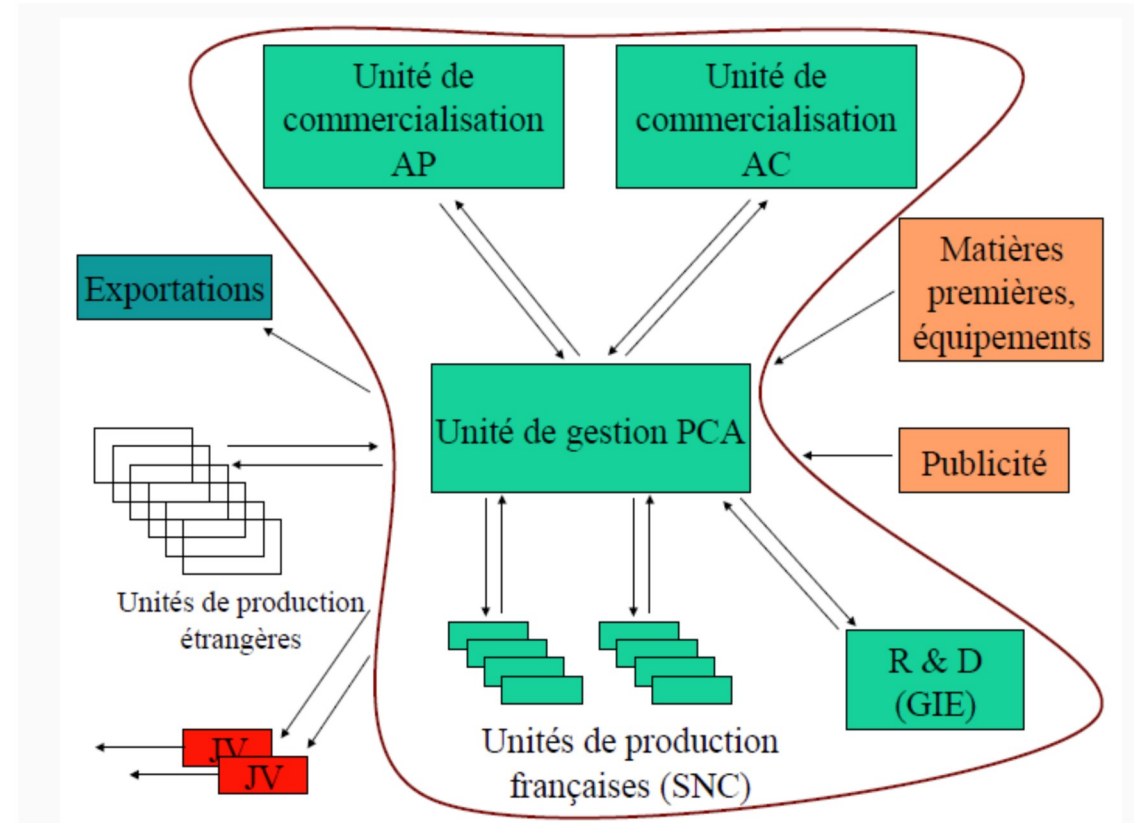 Unité de
commercialisation
AP
Unité de
commercialisation
AC
Exportations
Matières
premières,
équipements
Unité de gestion PCA
Publicité
Unités de production
étrangères
R & D
(GIE)
JV
JV
Unités de production
françaises (SNC)